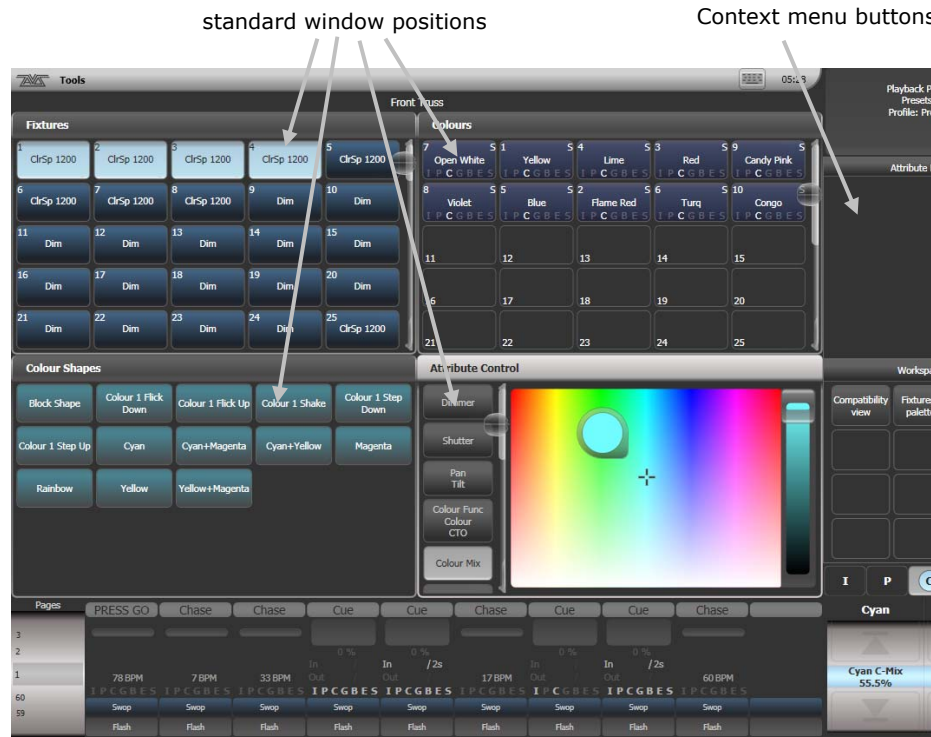 standard window positions
Context menu buttons
Tools
05:28
Front Truss
Playback P
Presets
Profile: Pr
Fixtures
Colours
1 ClrSp 1200
2 ClrSp 1200
3 ClrSp 1200
4 ClrSp 1200
5 ClrSp 1200
6 ClrSp 1200
7 ClrSp 1200
8 ClrSp 1200
9 Dim
10 Dim
11 Dim
12 Dim
13 Dim
14 Dim
15 Dim
16 Dim
17 Dim
18 Dim
19 Dim
20 Dim
21 Dim
22 Dim
23 Dim
24 Dim
25 ClrSp 1200
7 S Open White I P C G B E S
1 S Yellow I P C G B E S
4 S Lime I P C G B E S
3 S Red I P C G B E S
9 S Candy Pink I P C G B E S
8 S Violet I P C G B E S
5 S Blue I P C G B E S
2 S Flame Red I P C G B E S
6 S Turq I P C G B E S
10 S Congo I P C G B E S
11 12 13 14 15
16 17 18 19 20
21 22 23 24 25
Attribute
Colour Shapes
Block Shape
Colour 1 Flick Down
Colour 1 Flick Up
Colour 1 Shake
Colour 1 Step Down
Colour 1 Step Up
Cyan
Cyan+Magenta
Cyan+Yellow
Magenta
Rainbow
Yellow
Yellow+Magenta
Attribute Control
Dimmer
Shutter
Pan
Tilt
Colour Func
Colour
CTO
Colour Mix
Workspa
Compatibility view
Fixture
palett
I P C
Pages
3
2
1
60
59
PRESS GO Chase Chase Cue Cue Chase Cue Cue Chase
0 % 0 % 0 % 0 %
In / In /2s In / In /2s
Out / Out / Out / Out /
78 BPM 7 BPM 33 BPM 17 BPM 60 BPM
I P C G B E S I P C G B E S I P C G B E S I P C G B E S I P C G B E S I P C G B E S I P C G B E S I P C G B E S I P C G B E S
Swop Swop Swop Swop Swop Swop Swop Swop Swop
Flash Flash Flash Flash Flash Flash Flash Flash Flash
Cyan
Cyan C-Mix
55.5%